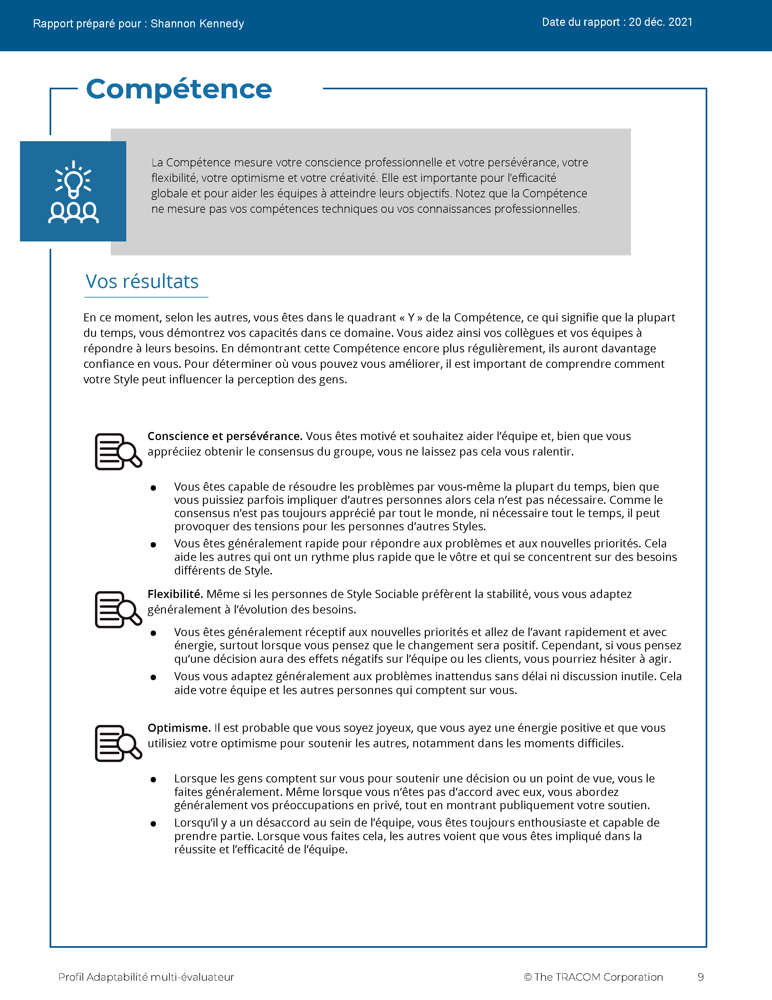 Rapport préparé pour : Shannon Kennedy
Date du rapport : 20 déc. 2021
Compétence
La Compétence mesure votre conscience professionnelle et votre persévérance, votre
flexibilité, votre optimisme et votre créativité. Elle est importante pour l’efficacité
globale et pour aider les équipes à atteindre leurs objectifs. Notez que la Compétence
ne mesure pas vos compétences techniques ou vos connaissances professionnelles.
Vos résultats
En ce moment, selon les autres, vous êtes dans le quadrant « Y » de la Compétence, ce qui signifie que la plupart
du temps, vous démontrez vos capacités dans ce domaine. Vous aidez ainsi vos collègues et vos équipes à
répondre à leurs besoins. En démontrant cette Compétence encore plus régulièrement, ils auront davantage
confiance en vous. Pour déterminer où vous pouvez vous améliorer, il est important de comprendre comment
votre Style peut influencer la perception des gens.
Conscience et persévérance. Vous êtes motivé et souhaitez aider l’équipe et, bien que vous
appréciiez obtenir le consensus du groupe, vous ne laissez pas cela vous ralentir.
● Vous êtes capable de résoudre les problèmes par vous-même la plupart du temps, bien que
vous puissiez parfois impliquer d’autres personnes alors cela n’est pas nécessaire. Comme le
consensus n’est pas toujours apprécié par tout le monde, ni nécessaire tout le temps, il peut
provoquer des tensions pour les personnes d’autres Styles.
● Vous êtes généralement rapide pour répondre aux problèmes et aux nouvelles priorités. Cela
aide les autres qui ont un rythme plus rapide que le vôtre et qui se concentrent sur des besoins
différents de Style.
Flexibilité. Même si les personnes de Style Sociable préfèrent la stabilité, vous vous adaptez
généralement à l’évolution des besoins.
● Vous êtes généralement réceptif aux nouvelles priorités et allez de l’avant rapidement et avec
énergie, surtout lorsque vous pensez que le changement sera positif. Cependant, si vous pensez
qu’une décision aura des effets négatifs sur l’équipe ou les clients, vous pourriez hésiter à agir.
● Vous vous adaptez généralement aux problèmes inattendus sans délai ni discussion inutile. Cela
aide votre équipe et les autres personnes qui comptent sur vous.
Optimisme. Il est probable que vous soyez joyeux, que vous ayez une énergie positive et que vous
utilisiez votre optimisme pour soutenir les autres, notamment dans les moments difficiles.
● Lorsque les gens comptent sur vous pour soutenir une décision ou un point de vue, vous le
faites généralement. Même lorsque vous n’êtes pas d’accord avec eux, vous abordez
généralement vos préoccupations en privé, tout en montrant publiquement votre soutien.
● Lorsqu’il y a un désaccord au sein de l’équipe, vous êtes toujours enthousiaste et capable de
prendre partie. Lorsque vous faites cela, les autres voient que vous êtes impliqué dans la
réussite et l’efficacité de l’équipe.
Profil Adaptabilité multi-évaluateur
© The TRACOM Corporation
9